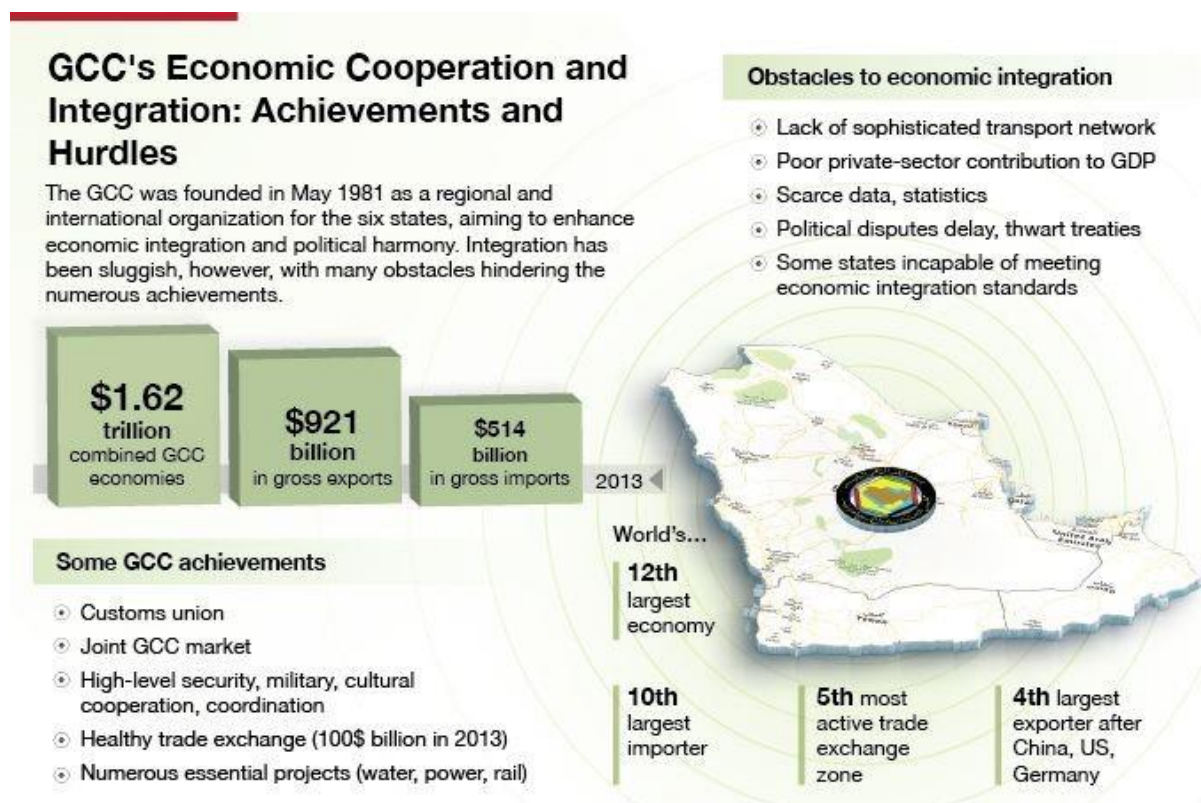 GCC's Economic Cooperation and
Integration: Achievements and
Hurdles
The GCC was founded in May 1981 as a regional and
international organization for the six states, aiming to enhance
economic integration and political harmony. Integration has
been sluggish, however, with many obstacles hindering the
numerous achievements.
$1.62
trillion
combined GCC
economies
$921
billion
in gross exports
$514
billion
in gross imports
2013
Some GCC achievements
Customs union
Joint GCC market
High-level security, military, cultural
cooperation, coordination
Healthy trade exchange (100$ billion in 2013)
Numerous essential projects (water, power, rail)
Obstacles to economic integration
Lack of sophisticated transport network
Poor private-sector contribution to GDP
Scarce data, statistics
Political disputes delay, thwart treaties
Some states incapable of meeting
economic integration standards
United Arab
Emirates
Yemen
World's...
12th
largest
economy
10th
largest
importer
5th most
active trade
exchange
zone
4th largest
exporter after
China, US,
Germany